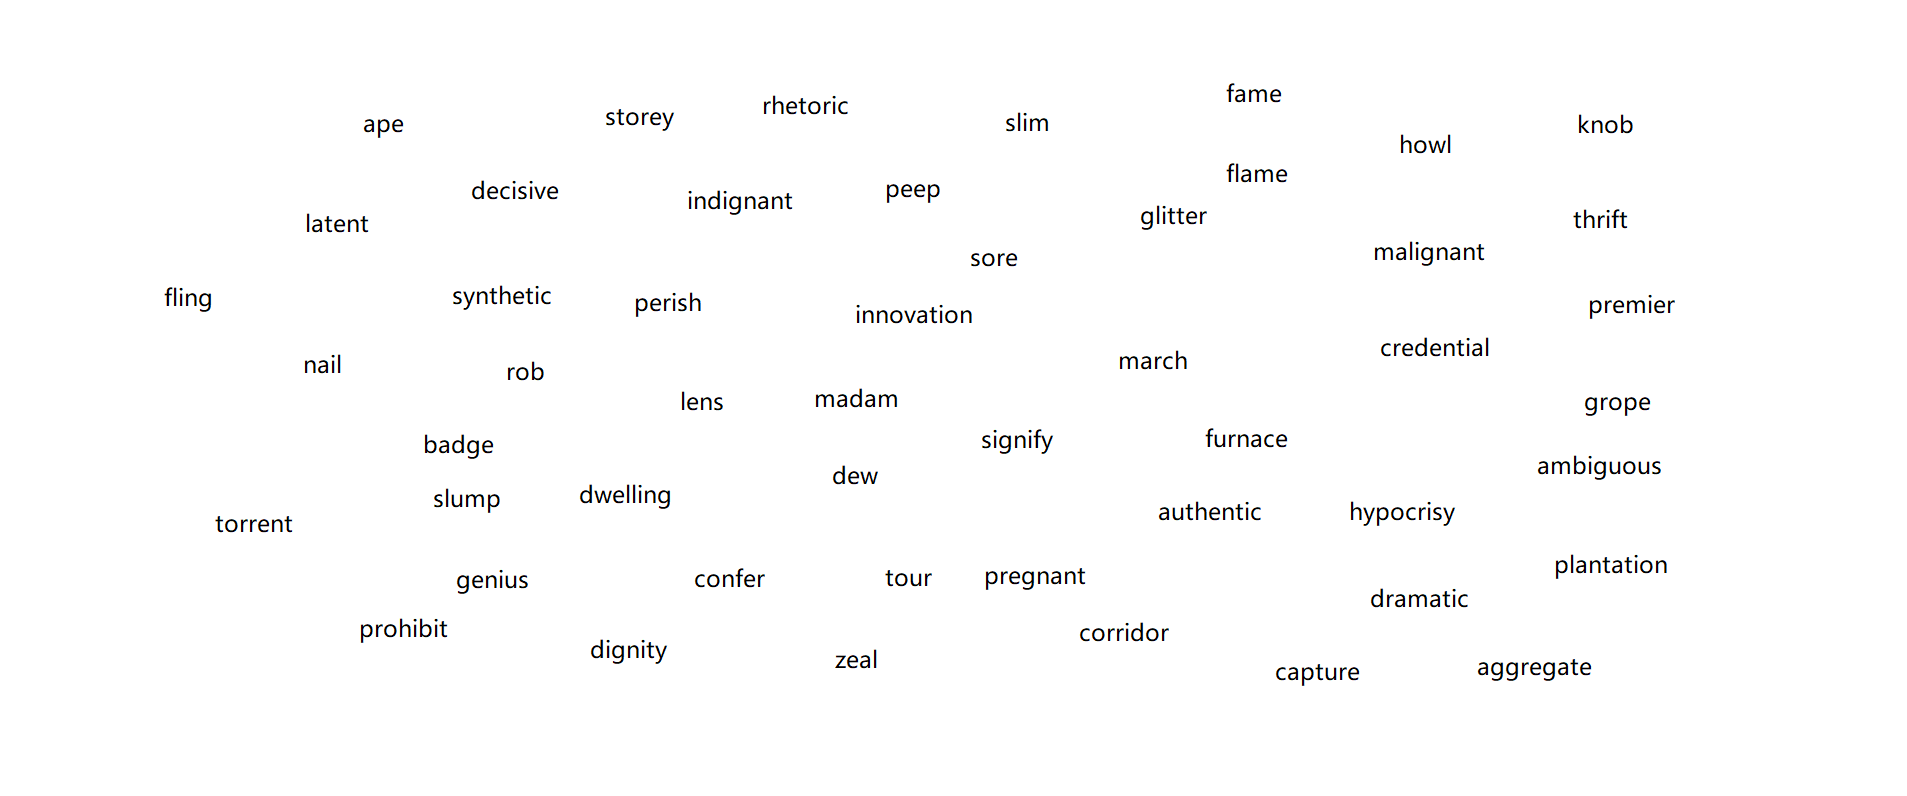 fame
rhetoric
storey
slim
ape
knob
howl
flame
peep
decisive
indignant
glitter
thrift
latent
malignant
sore
synthetic
fling
perish
premier
innovation
credential
march
nail
rob
madam
lens
grope
furnace
signify
badge
ambiguous
dew
dwelling
slump
authentic
hypocrisy
torrent
plantation
pregnant
tour
confer
genius
dramatic
prohibit
corridor
dignity
zeal
aggregate
capture